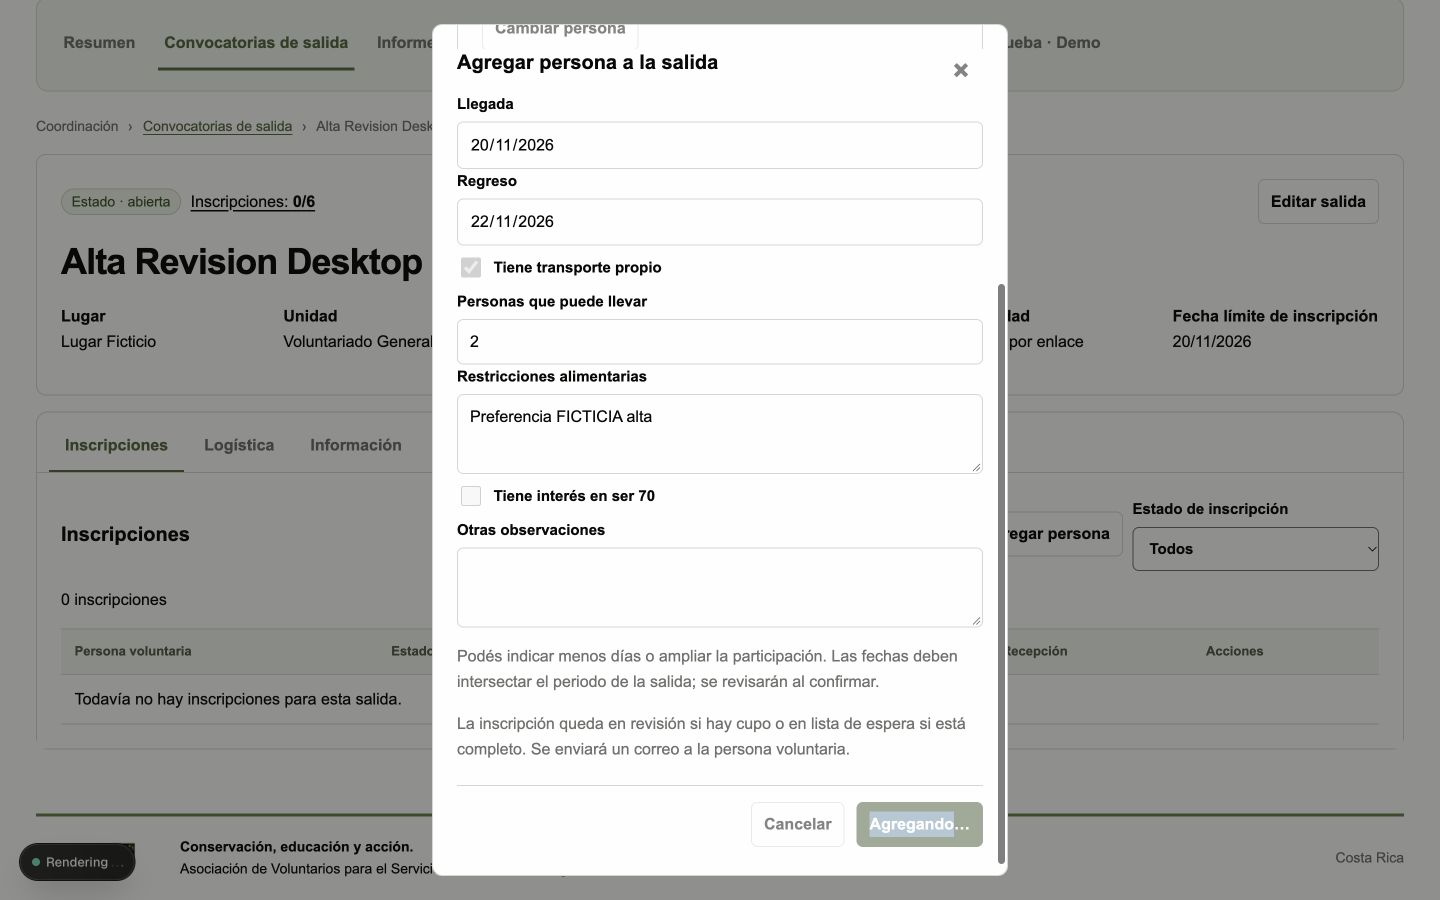 Resumen Convocatorias de salida Informe
· Demo
Coordinación › Convocatorias de salida › Alta Revision
Estado · abierta Inscripciones: 0/6
Editar salida
Alta Revision Desktop
Lugar
Lugar Ficticio
Unidad
Voluntariado General
por enlace
Fecha límite de inscripción
20/11/2026
Inscripciones Logística Información
Inscripciones
Estado de inscripción
persona
Todos
0 inscripciones
Persona voluntaria Estado Recepción Acciones
Todavía no hay inscripciones para esta salida.
Cambiar persona
Agregar persona a la salida
×
Llegada
20/11/2026
Regreso
22/11/2026
Tiene transporte propio
Personas que puede llevar
2
Restricciones alimentarias
Preferencia FICTICIA alta
Tiene interés en ser 70
Otras observaciones
Podés indicar menos días o ampliar la participación. Las fechas deben
intersectar el periodo de la salida; se revisarán al confirmar.
La inscripción queda en revisión si hay cupo o en lista de espera si está
completo. Se enviará un correo a la persona voluntaria.
Cancelar Agregando...
Rendering ...
Conservación, educación y acción.
Asociación de Voluntarios para el
Costa Rica